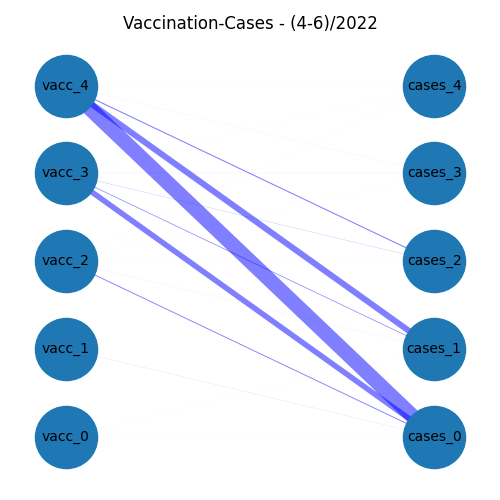 Vaccination-Cases - (4-6)/2022
vacc_4
cases_4
vacc_3
cases_3
vacc_2
cases_2
vacc_1
cases_1
vacc_0
cases_0